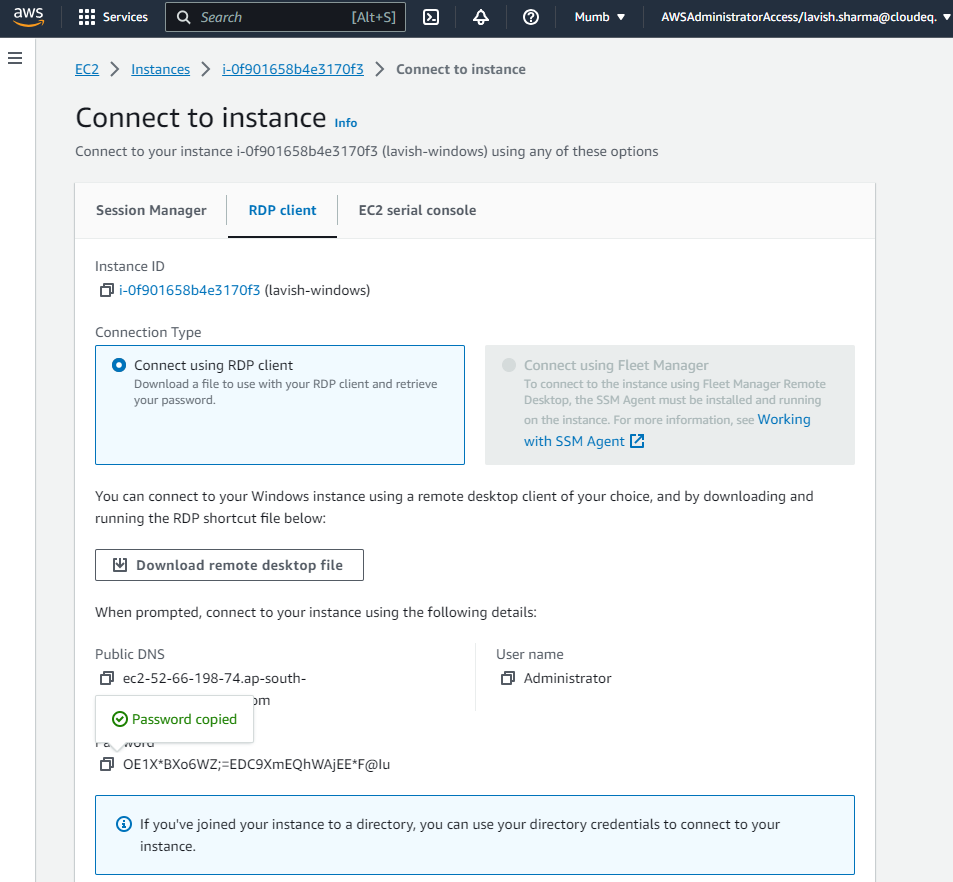 aws
Services
Search
[Alt+S]
Mumb
AWSAdministratorAccess/lavish.sharma@cloudeq.
EC2
Instances
i-0f901658b4e3170f3
Connect to instance
Connect to instance Info
Connect to your instance i-0f901658b4e3170f3 (lavish-windows) using any of these options
Session Manager
RDP client
EC2 serial console
Instance ID
i-0f901658b4e3170f3 (lavish-windows)
Connection Type
Connect using RDP client
Download a file to use with your RDP client and retrieve
your password.
Connect using Fleet Manager
To connect to the instance using Fleet Manager Remote
Desktop, the SSM Agent must be installed and running
on the instance. For more information, see Working
with SSM Agent
You can connect to your Windows instance using a remote desktop client of your choice, and by downloading and
running the RDP shortcut file below:
Download remote desktop file
When prompted, connect to your instance using the following details:
Public DNS
ec2-52-66-198-74.ap-south-
om
User name
Administrator
Password copied
Password
OE1X*BXo6WZ;=EDC9XmEQhWAjEE*F@Iu
If you've joined your instance to a directory, you can use your directory credentials to connect to your
instance.